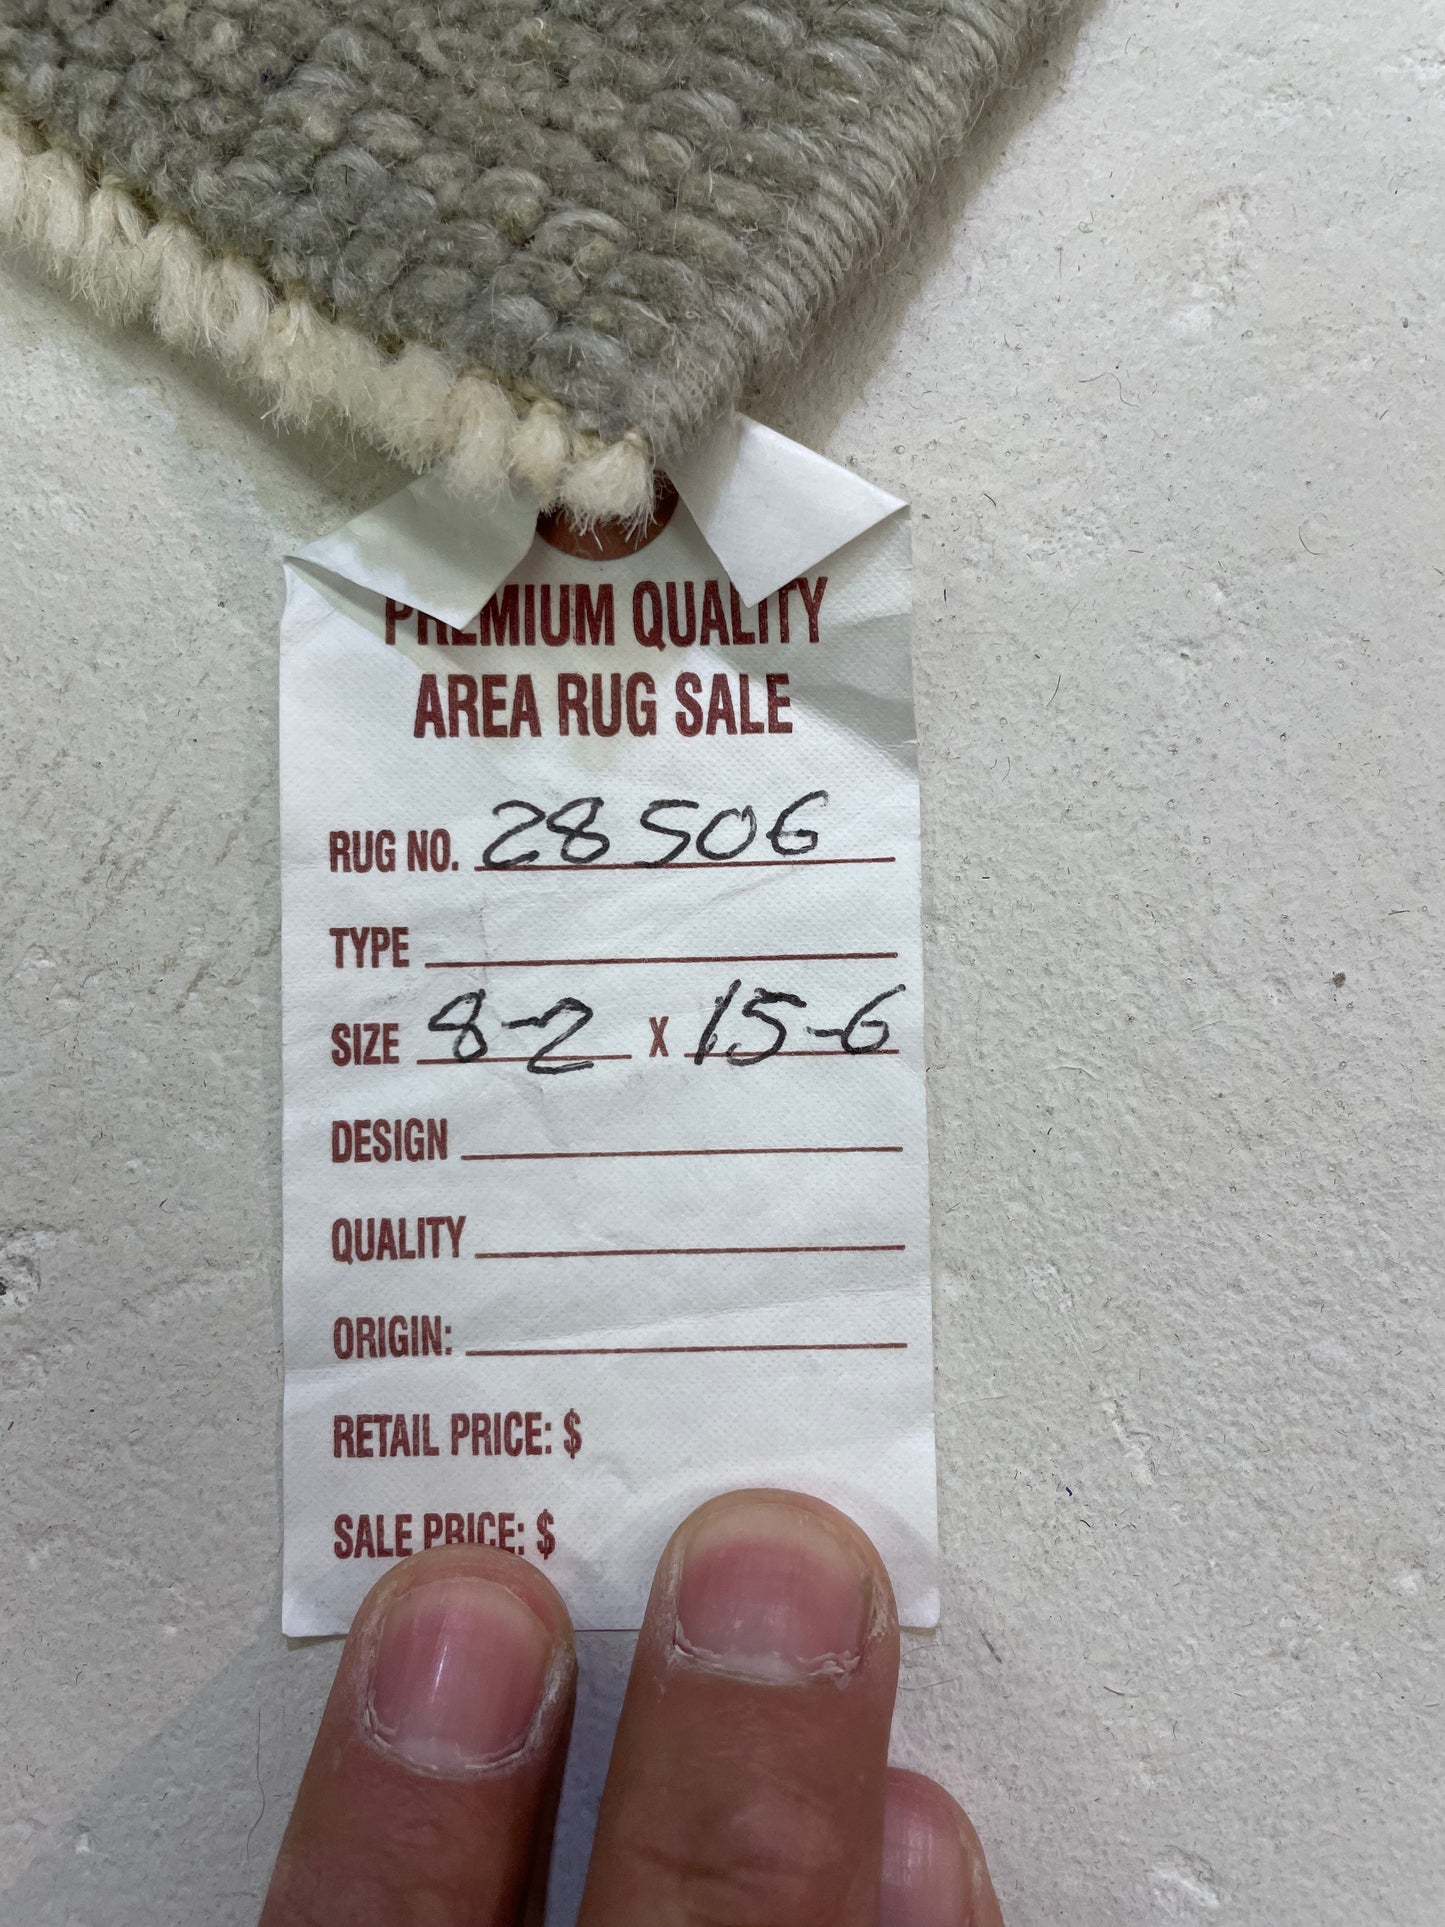 PREMIUM QUALITY
AREA RUG SALE
RUG NO. 28506
TYPE
SIZE 8-2 X 15-6
DESIGN
QUALITY
ORIGIN:
RETAIL PRICE: $
SALE PRICE: $